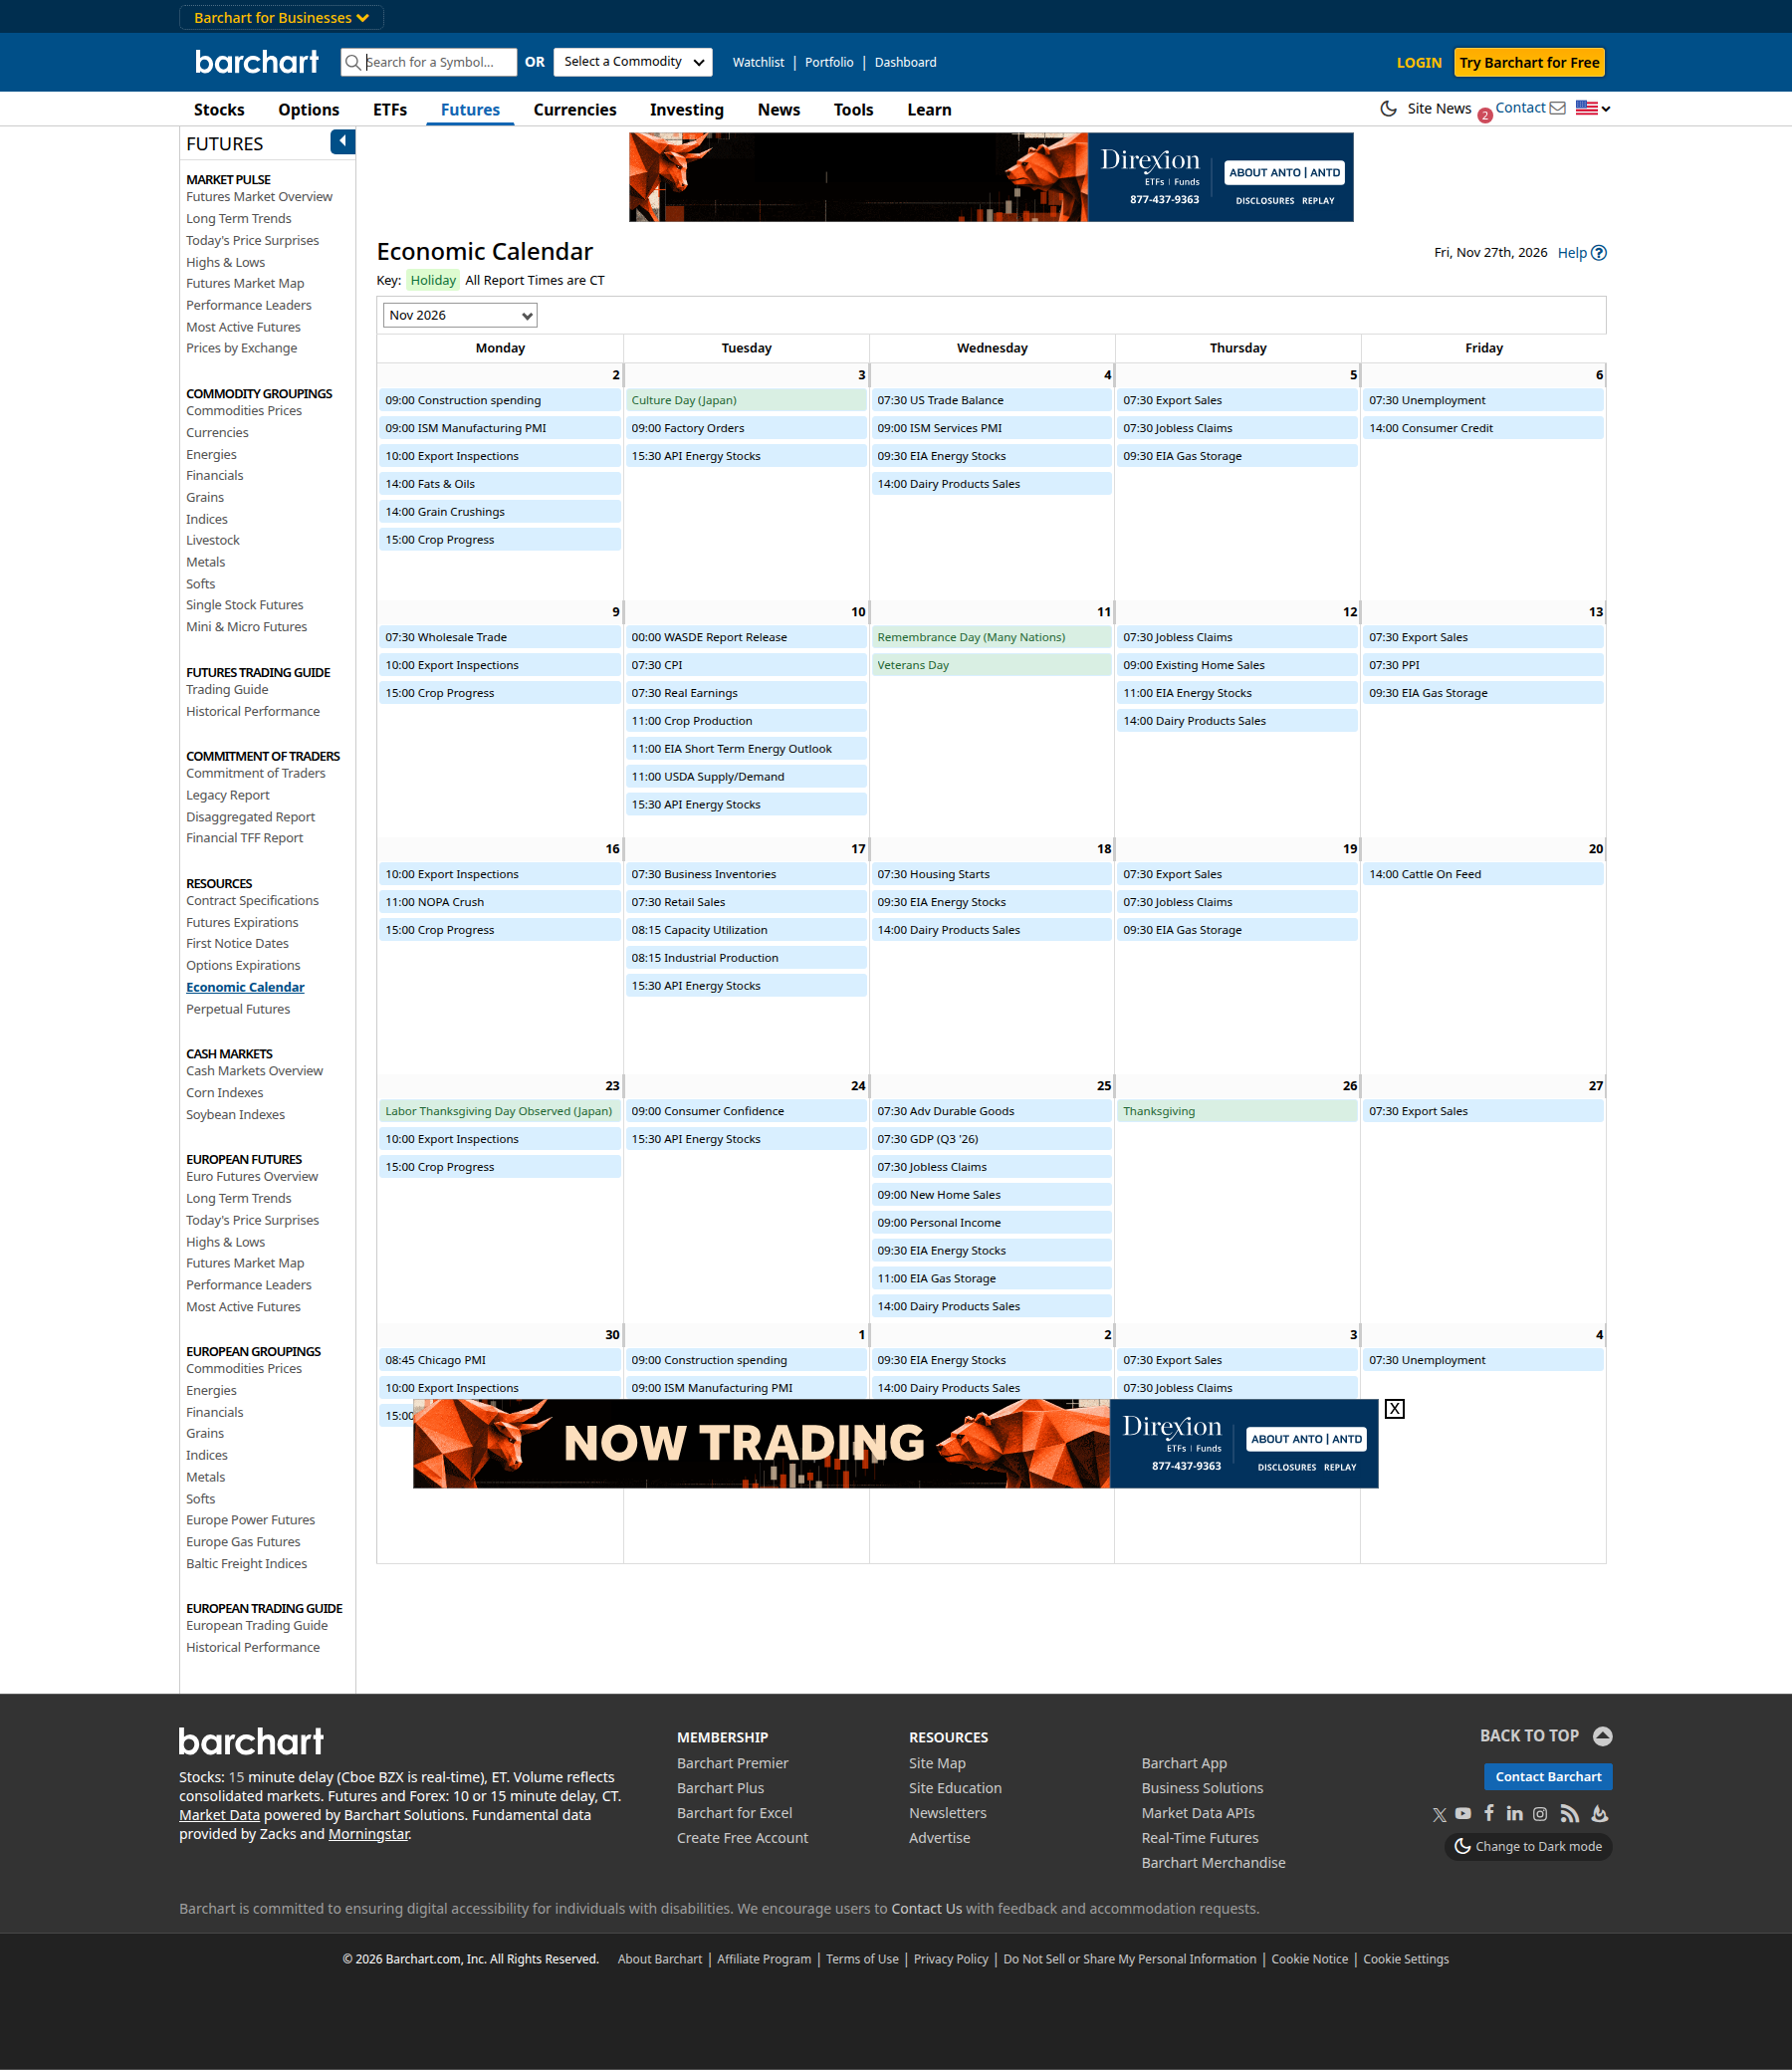 Barchart for Businesses
barchart
Search for a Symbol...
OR
Select a Commodity
Watchlist | Portfolio | Dashboard
LOGIN
Try Barchart for Free
Stocks Options ETFs Futures Currencies Investing News Tools Learn
Site News 2 Contact
FUTURES
MARKET PULSE
Futures Market Overview
Long Term Trends
Today's Price Surprises
Highs & Lows
Futures Market Map
Performance Leaders
Most Active Futures
Prices by Exchange
COMMODITY GROUPINGS
Commodities Prices
Currencies
Energies
Financials
Grains
Indices
Livestock
Metals
Softs
Single Stock Futures
Mini & Micro Futures
FUTURES TRADING GUIDE
Trading Guide
Historical Performance
COMMITMENT OF TRADERS
Commitment of Traders
Legacy Report
Disaggregated Report
Financial TFF Report
RESOURCES
Contract Specifications
Futures Expirations
First Notice Dates
Options Expirations
Economic Calendar
Perpetual Futures
CASH MARKETS
Cash Markets Overview
Corn Indexes
Soybean Indexes
EUROPEAN FUTURES
Euro Futures Overview
Long Term Trends
Today's Price Surprises
Highs & Lows
Futures Market Map
Performance Leaders
Most Active Futures
EUROPEAN GROUPINGS
Commodities Prices
Energies
Financials
Grains
Indices
Metals
Softs
Europe Power Futures
Europe Gas Futures
Baltic Freight Indices
EUROPEAN TRADING GUIDE
European Trading Guide
Historical Performance
Direxion
ETFs | Funds
877-437-9363
ABOUT ANTO | ANTD
DISCLOSURES REPLAY
Economic Calendar
Fri, Nov 27th, 2026 Help
Key: Holiday All Report Times are CT
Nov 2026
Monday Tuesday Wednesday Thursday Friday
2
09:00 Construction spending
09:00 ISM Manufacturing PMI
10:00 Export Inspections
14:00 Fats & Oils
14:00 Grain Crushings
15:00 Crop Progress
3
Culture Day (Japan)
09:00 Factory Orders
15:30 API Energy Stocks
4
07:30 US Trade Balance
09:00 ISM Services PMI
09:30 EIA Energy Stocks
14:00 Dairy Products Sales
5
07:30 Export Sales
07:30 Jobless Claims
09:30 EIA Gas Storage
6
07:30 Unemployment
14:00 Consumer Credit
9
07:30 Wholesale Trade
10:00 Export Inspections
15:00 Crop Progress
10
00:00 WASDE Report Release
07:30 CPI
07:30 Real Earnings
11:00 Crop Production
11:00 EIA Short Term Energy Outlook
11:00 USDA Supply/Demand
15:30 API Energy Stocks
11
Remembrance Day (Many Nations)
Veterans Day
12
07:30 Jobless Claims
09:00 Existing Home Sales
11:00 EIA Energy Stocks
14:00 Dairy Products Sales
13
07:30 Export Sales
07:30 PPI
09:30 EIA Gas Storage
16
10:00 Export Inspections
11:00 NOPA Crush
15:00 Crop Progress
17
07:30 Business Inventories
07:30 Retail Sales
08:15 Capacity Utilization
08:15 Industrial Production
15:30 API Energy Stocks
18
07:30 Housing Starts
09:30 EIA Energy Stocks
14:00 Dairy Products Sales
19
07:30 Export Sales
07:30 Jobless Claims
09:30 EIA Gas Storage
20
14:00 Cattle On Feed
23
Labor Thanksgiving Day Observed (Japan)
10:00 Export Inspections
15:00 Crop Progress
24
09:00 Consumer Confidence
15:30 API Energy Stocks
25
07:30 Adv Durable Goods
07:30 GDP (Q3 '26)
07:30 Jobless Claims
09:00 New Home Sales
09:00 Personal Income
09:30 EIA Energy Stocks
11:00 EIA Gas Storage
14:00 Dairy Products Sales
26
Thanksgiving
27
07:30 Export Sales
30
08:45 Chicago PMI
10:00 Export Inspections
15:00
1
09:00 Construction spending
09:00 ISM Manufacturing PMI
2
09:30 EIA Energy Stocks
14:00 Dairy Products Sales
3
07:30 Export Sales
07:30 Jobless Claims
4
07:30 Unemployment
NOW TRADING
Direxion
ETFs | Funds
877-437-9363
ABOUT ANTO | ANTD
DISCLOSURES REPLAY
X
barchart
Stocks: 15 minute delay (Cboe BZX is real-time), ET. Volume reflects
consolidated markets. Futures and Forex: 10 or 15 minute delay, CT.
Market Data powered by Barchart Solutions. Fundamental data
provided by Zacks and Morningstar.
MEMBERSHIP
Barchart Premier
Barchart Plus
Barchart for Excel
Create Free Account
RESOURCES
Site Map
Site Education
Newsletters
Advertise
Barchart App
Business Solutions
Market Data APIs
Real-Time Futures
Barchart Merchandise
BACK TO TOP
Contact Barchart
Change to Dark mode
Barchart is committed to ensuring digital accessibility for individuals with disabilities. We encourage users to Contact Us with feedback and accommodation requests.
© 2026 Barchart.com, Inc. All Rights Reserved. About Barchart | Affiliate Program | Terms of Use | Privacy Policy | Do Not Sell or Share My Personal Information | Cookie Notice | Cookie Settings